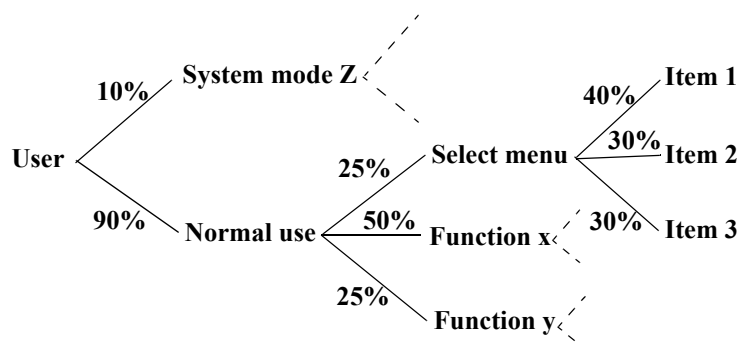 System mode Z
Item 1
10%
40%
User
Select menu
30%
Item 2
25%
90%
Normal use
50%
Function x
30%
Item 3
25%
Function y